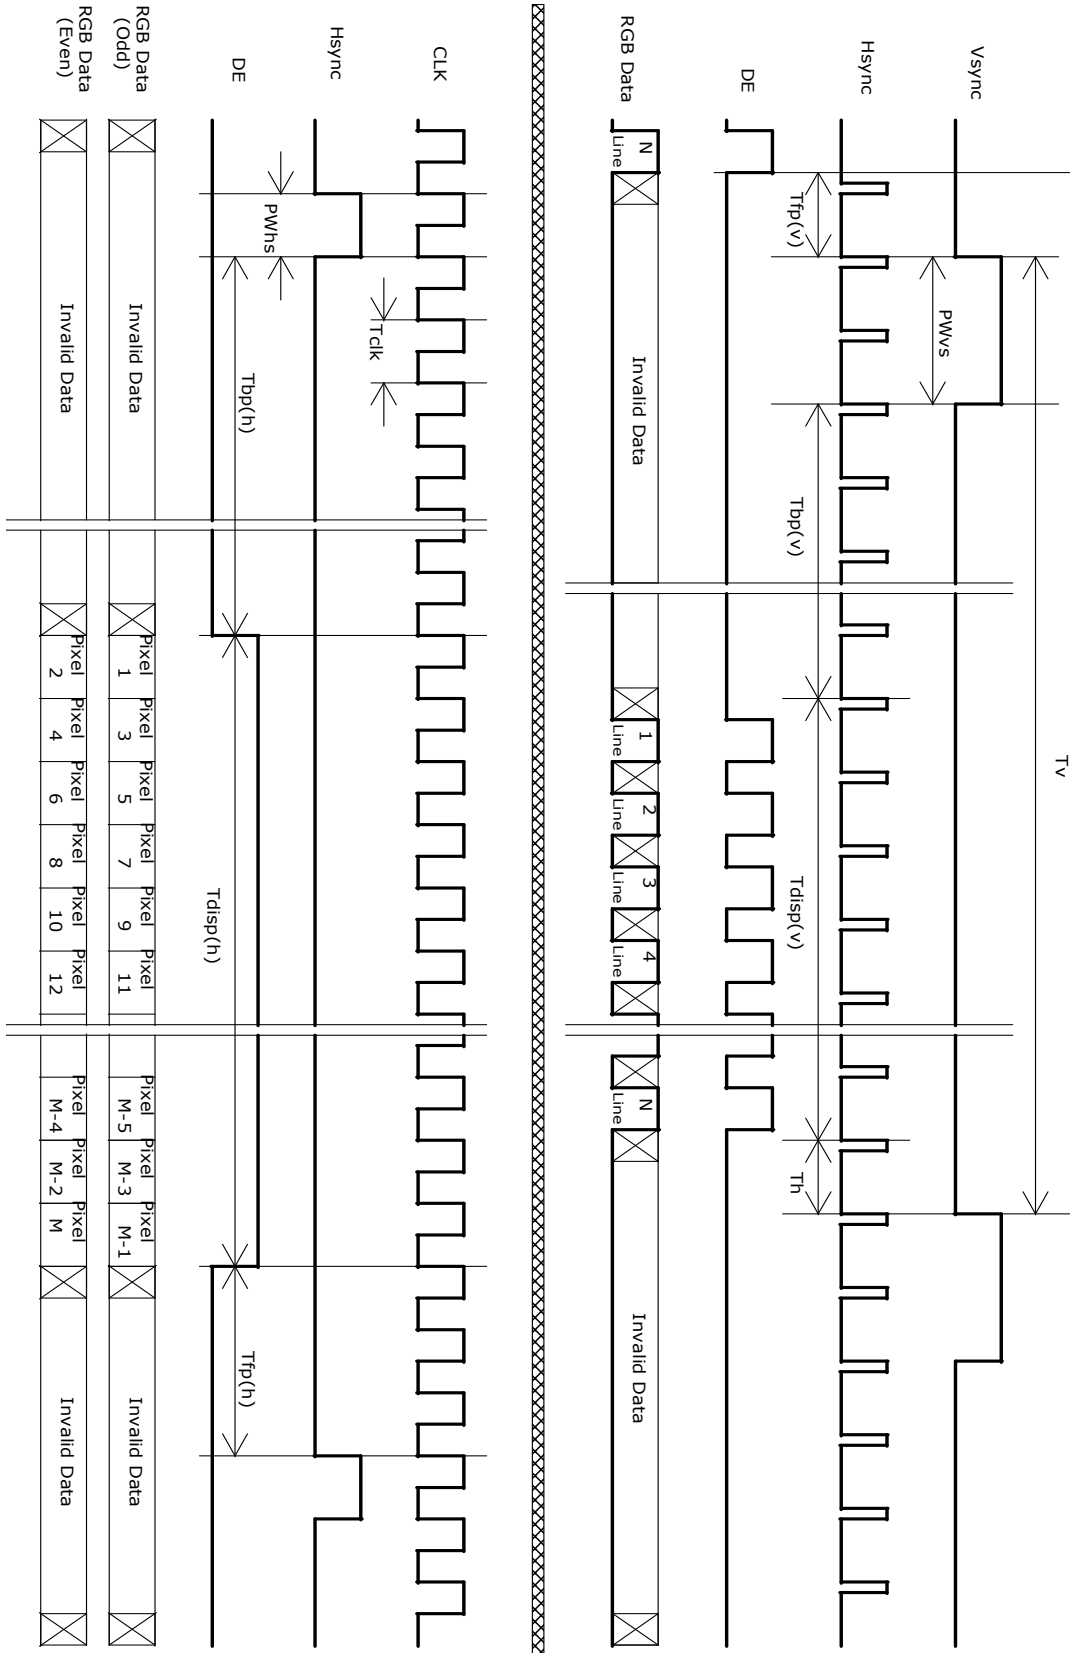 Tv
Vsync
PWvs
Hsync
Tfp(v)
Tbp(v)
Tdisp(v)
Th
DE
RGB Data
N
Line
Invalid Data
1
Line
2
Line
3
Line
4
Line
N
Line
Invalid Data
CLK
Tclk
Hsync
PWhs
Tbp(h)
Tdisp(h)
Tfp(h)
DE
RGB Data
(Odd)
Invalid Data
Pixel
1
Pixel
3
Pixel
5
Pixel
7
Pixel
9
Pixel
11
Pixel
M-5
Pixel
M-3
Pixel
M-1
Invalid Data
RGB Data
(Even)
Invalid Data
Pixel
2
Pixel
4
Pixel
6
Pixel
8
Pixel
10
Pixel
12
Pixel
M-4
Pixel
M-2
Pixel
M
Invalid Data